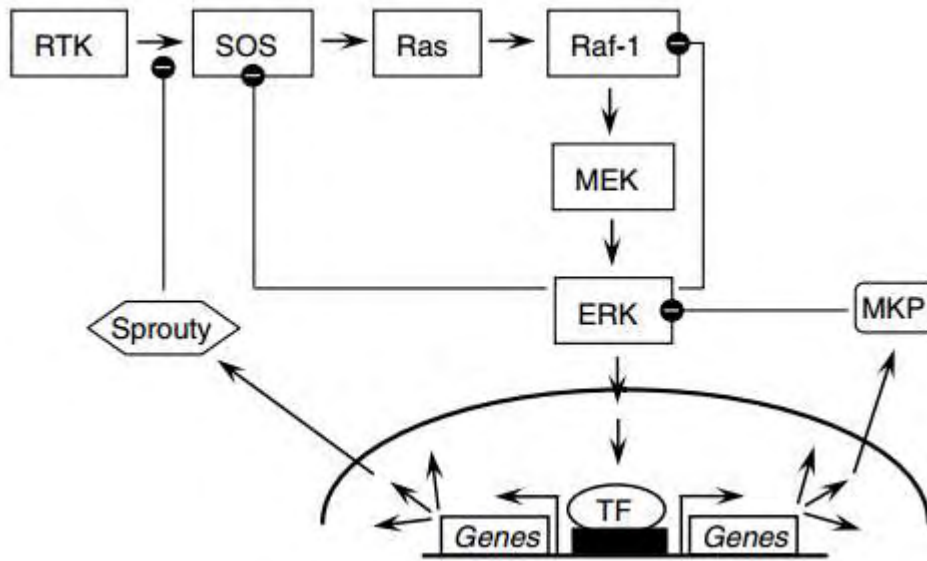 RTK
SOS
Ras
Raf-1
MEK
ERK
MKP
Sprouty
TF
Genes
Genes